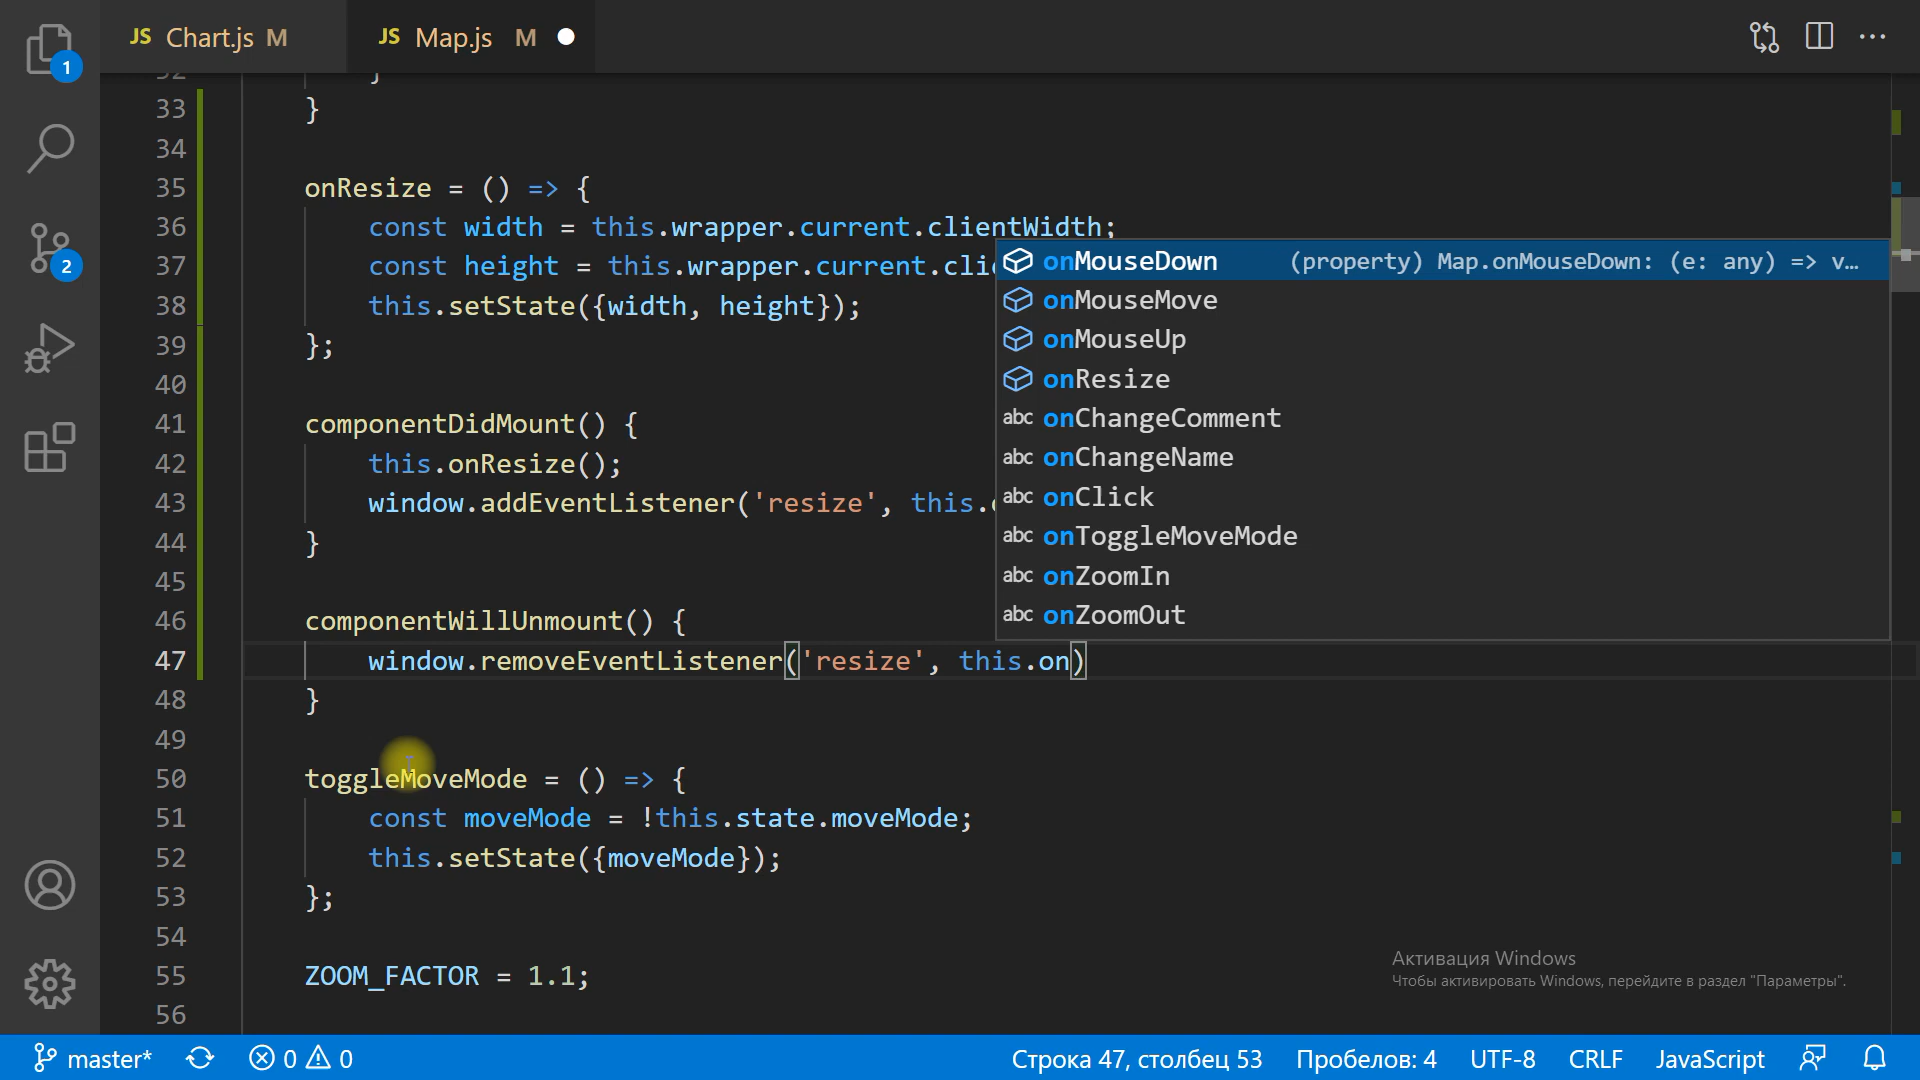 JS Chart.js M
JS Map.js M
1
2
32 }
33 }
34
35 onResize = () => {
36 const width = this.wrapper.current.clientWidth;
37 const height = this.wrapper.current.clie
38 this.setState({width, height});
39 };
40
41 componentDidMount() {
42 this.onResize();
43 window.addEventListener('resize', this.
44 }
45
46 componentWillUnmount() {
47 window.removeEventListener('resize', this.on)
48 }
49
50 toggleMoveMode = () => {
51 const moveMode = !this.state.moveMode;
52 this.setState({moveMode});
53 };
54
55 ZOOM_FACTOR = 1.1;
56
onMouseDown (property) Map.onMouseDown: (e: any) => v…
onMouseMove
onMouseUp
onResize
abc onChangeComment
abc onChangeName
abc onClick
abc onToggleMoveMode
abc onZoomIn
abc onZoomOut
Активация Windows
Чтобы активировать Windows, перейдите в раздел "Параметры".
master* 0 0 Строка 47, столбец 53 Пробелов: 4 UTF-8 CRLF JavaScript